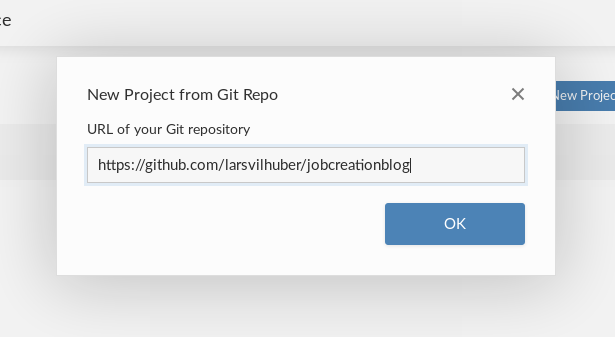 New Project from Git Repo
New Projec
URL of your Git repository
https://github.com/larsvilhuber/jobcreationblog
OK